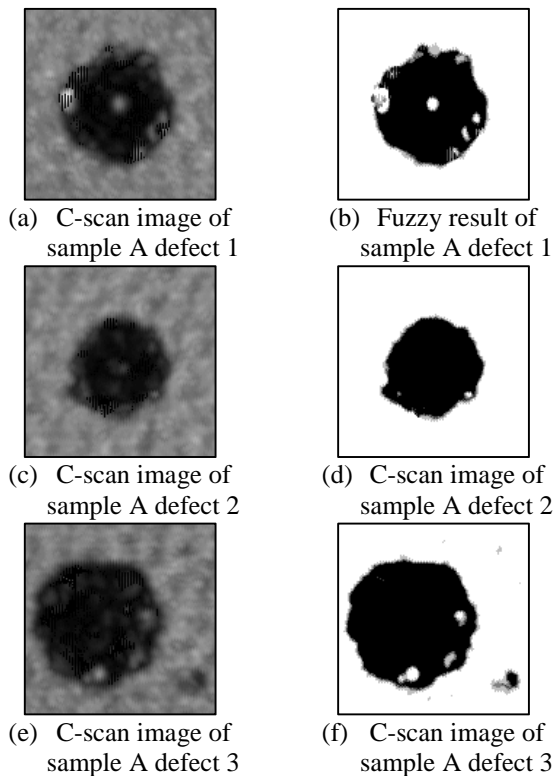 (a) C-scan image of
sample A defect 1
(b) Fuzzy result of
sample A defect 1
(c) C-scan image of
sample A defect 2
(d) C-scan image of
sample A defect 2
(e) C-scan image of
sample A defect 3
(f) C-scan image of
sample A defect 3